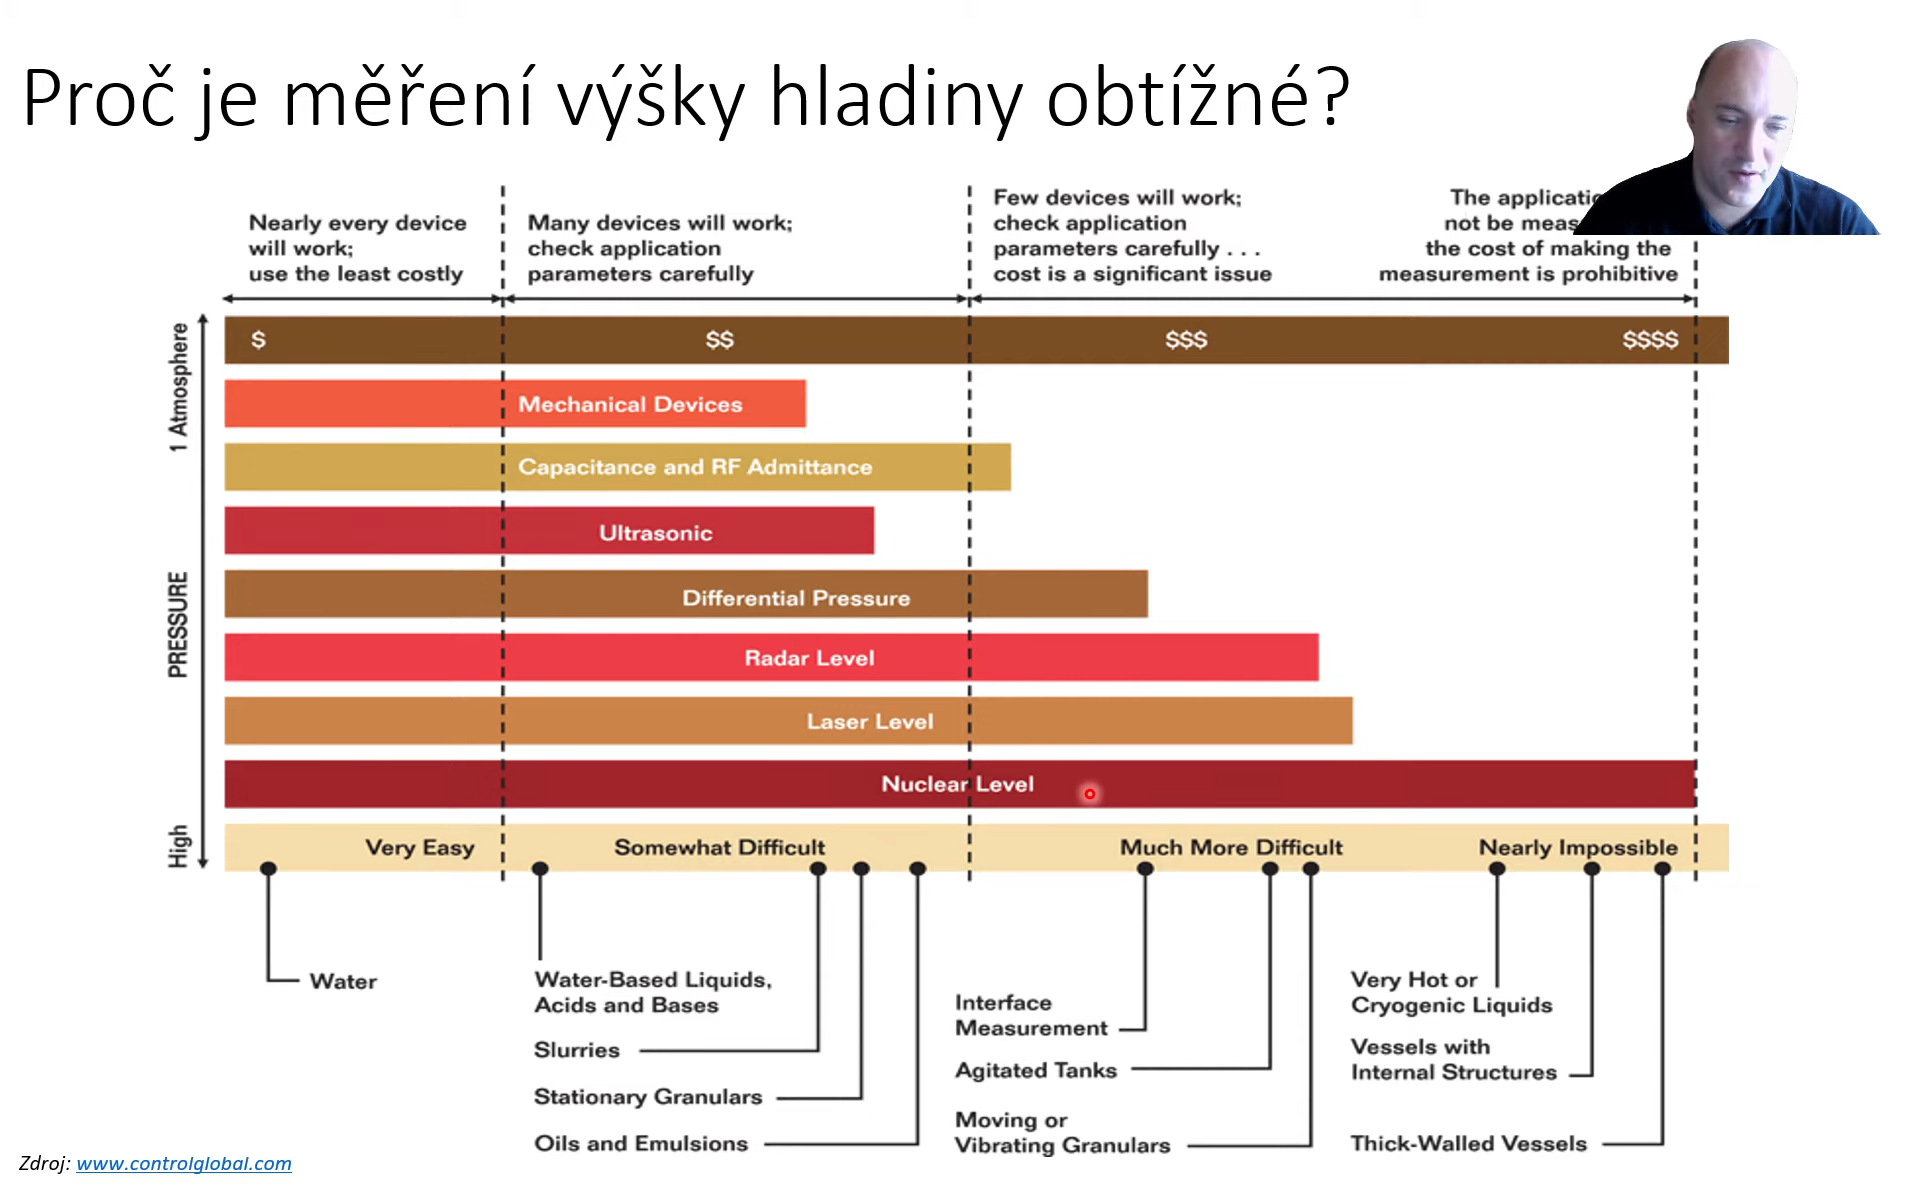 Proč je měření výšky hladiny obtížné?
Nearly every device
will work;
use the least costly
Many devices will work;
check application
parameters carefully
Few devices will work;
check application
parameters carefully . . .
cost is a significant issue
The
not be
the cost of making the
measurement is prohibitive
1 Atmosphere
PRESSURE
High
$ $$ $$$ $$$$
Mechanical Devices
Capacitance and RF Admittance
Ultrasonic
Differential Pressure
Radar Level
Laser Level
Nuclear Level
Very Easy Somewhat Difficult Much More Difficult Nearly Impossible
Water
Water-Based Liquids,
Acids and Bases
Slurries
Stationary Granulars
Oils and Emulsions
Interface
Measurement
Agitated Tanks
Moving or
Vibrating Granulars
Very Hot or
Cryogenic Liquids
Vessels with
Internal Structures
Thick-Walled Vessels
Zdroj: www.controlglobal.com